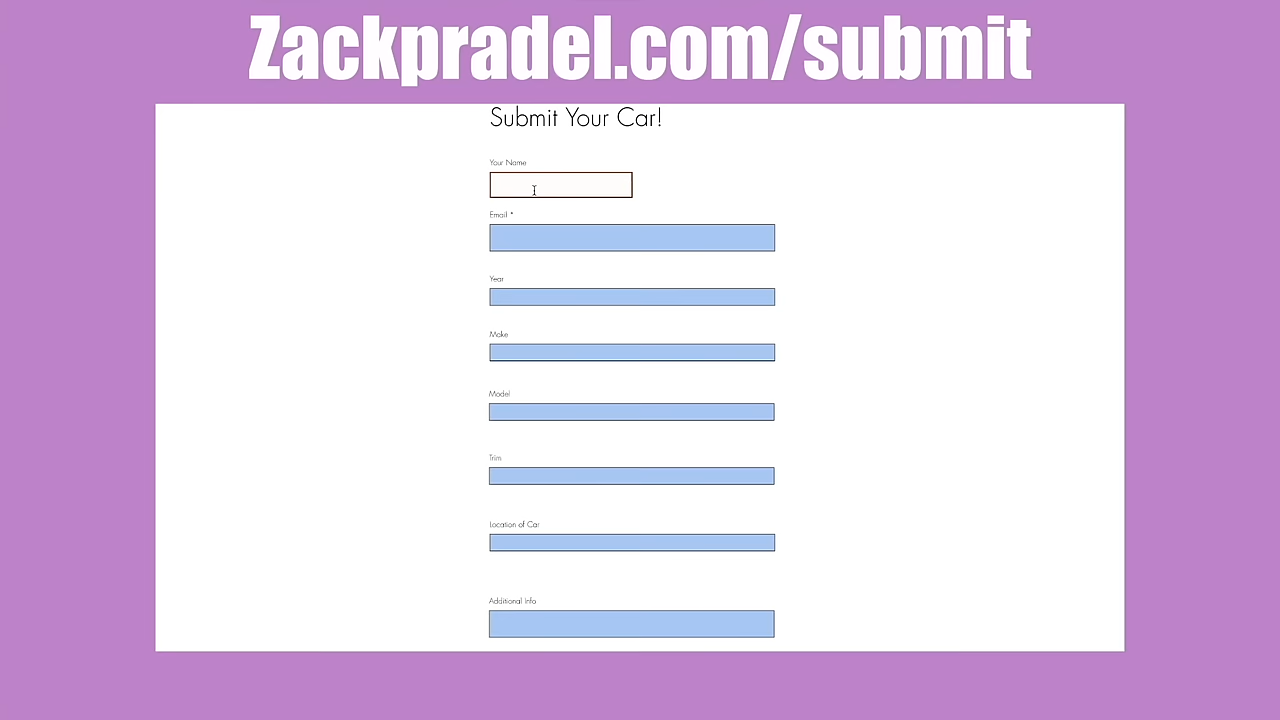 Zackpradel.com/submit
Submit Your Car!
Your Name
Email *
Year
Make
Model
Trim
Location of Car
Additional info